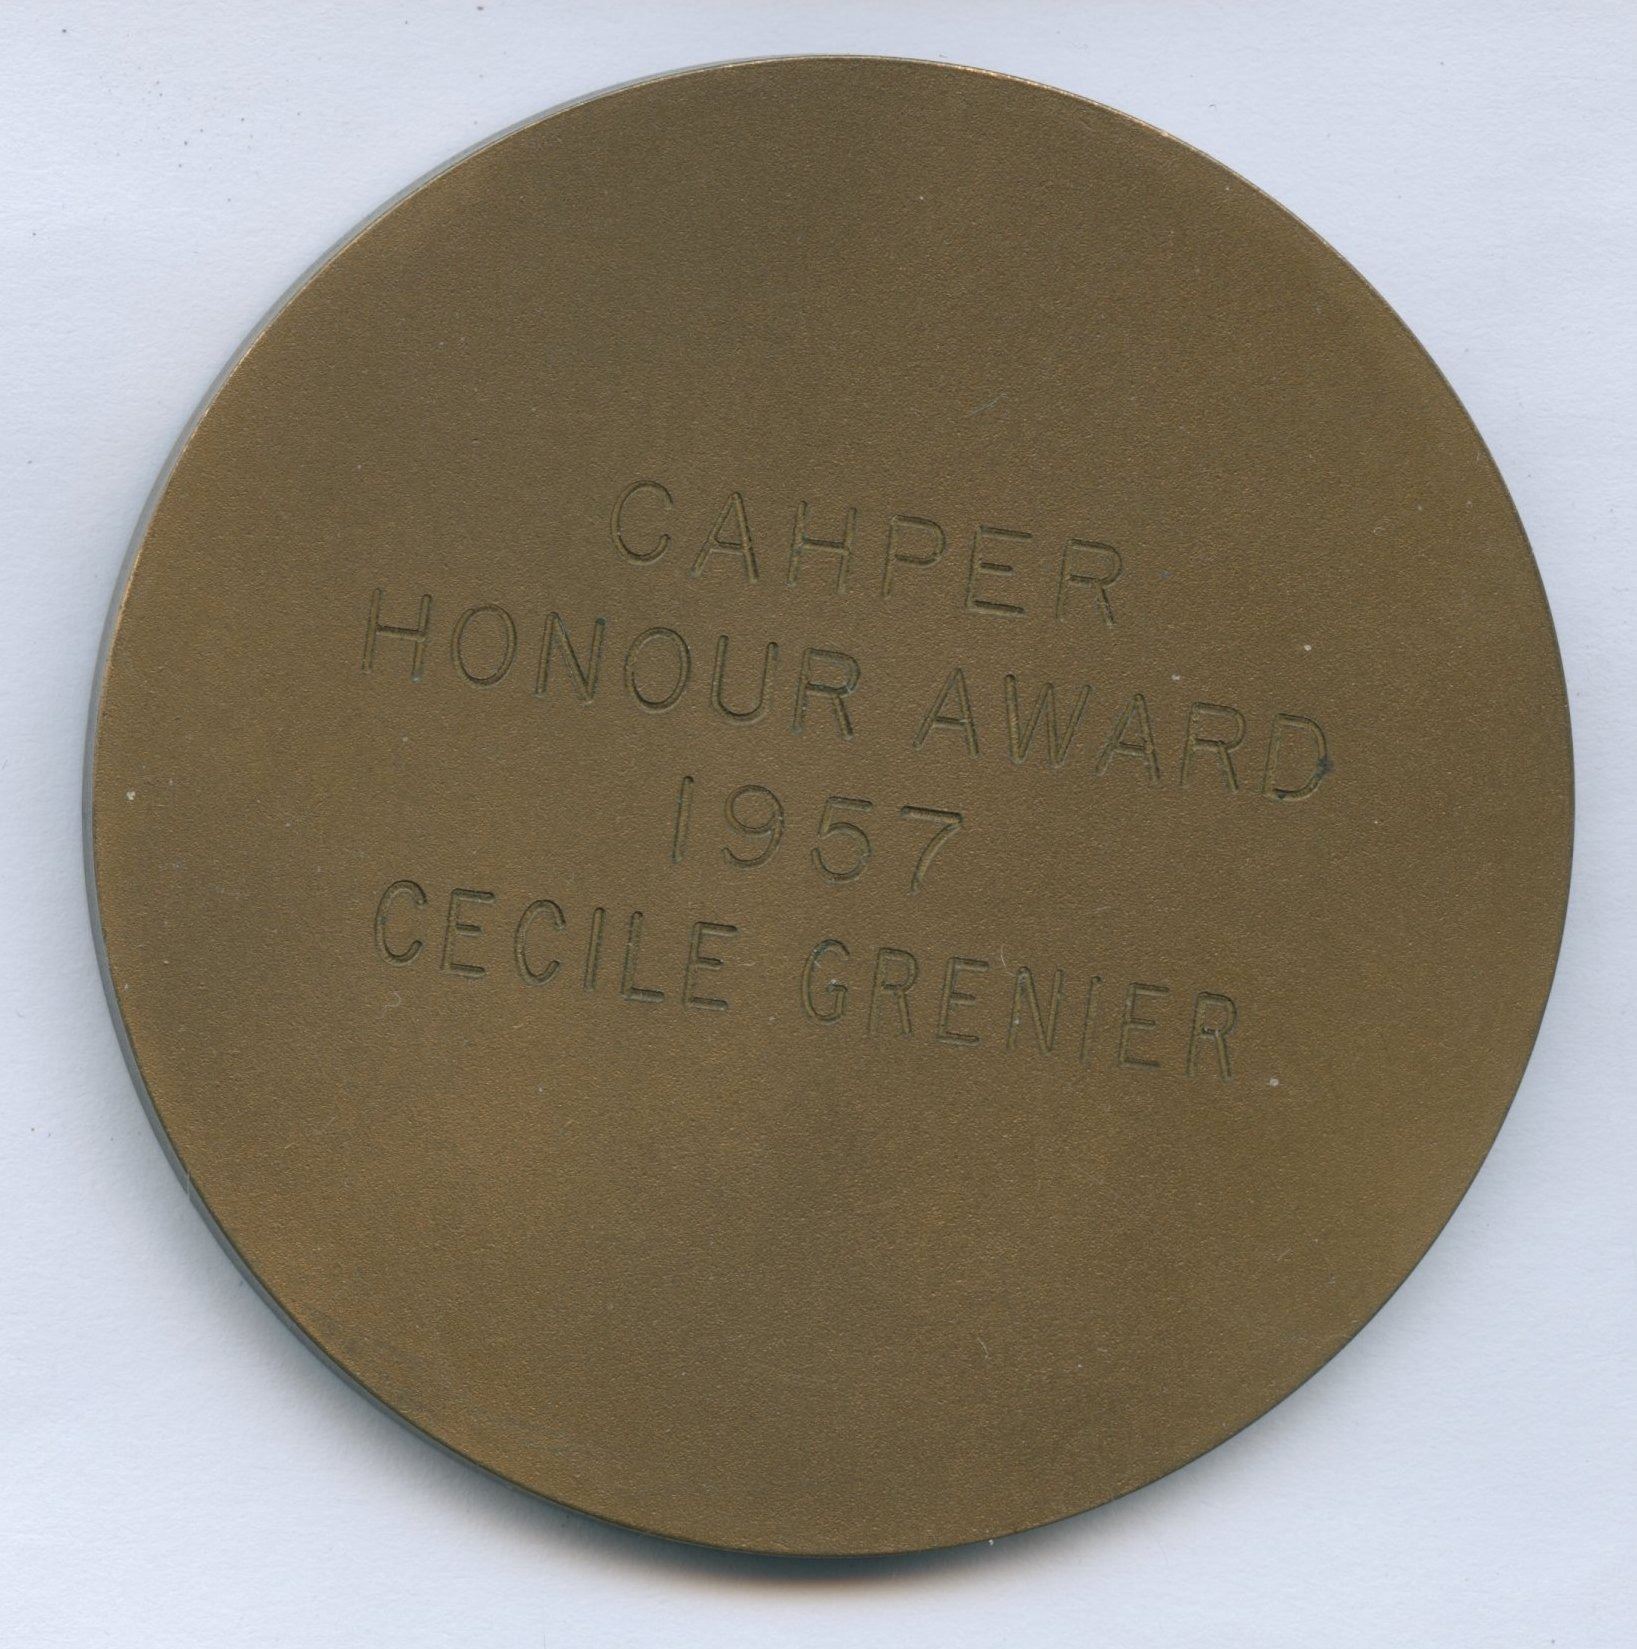 CAHPER
HONOUR AWARD
1957
CECILE GRENIER